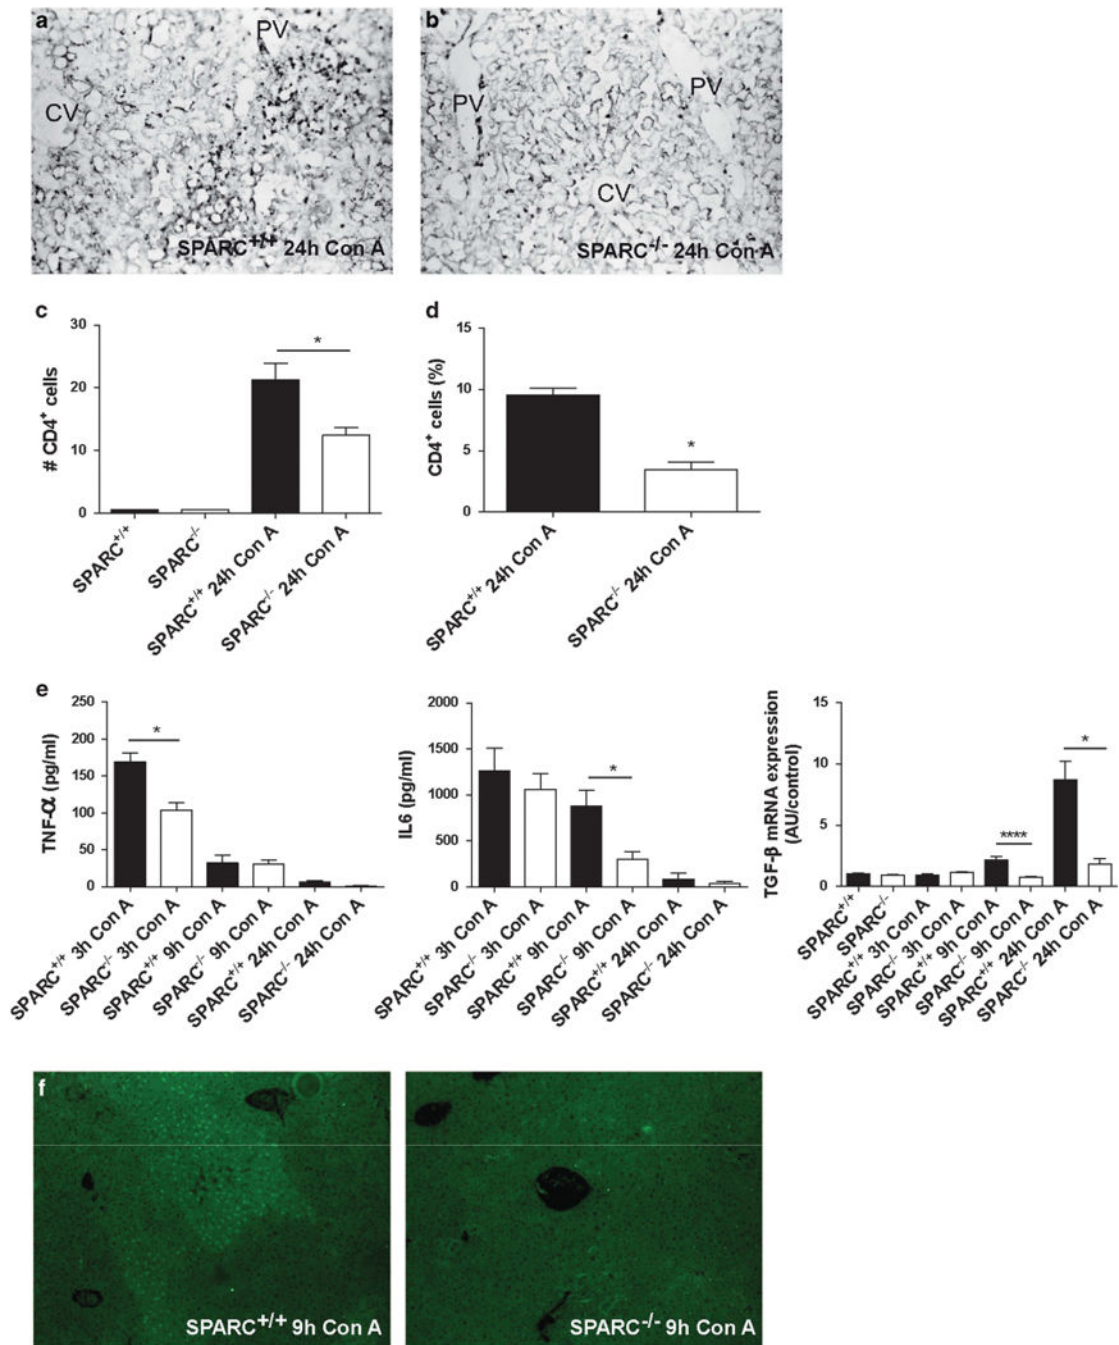 a
PV
CV
SPARC+/+ 24h Con A
b
PV
PV
CV
SPARC-/- 24h Con A
c
30
20
10
0
# CD4+ cells
*
SPARC+/+
SPARC-/-
SPARC+/+ 24h Con A
SPARC-/- 24h Con A
d
15
10
5
0
CD4+ cells (%)
*
SPARC+/+ 24h Con A
SPARC-/- 24h Con A
e
250
200
150
100
50
0
TNF-α (pg/ml)
*
SPARC+/+ 3h Con A
SPARC-/- 3h Con A
SPARC+/+ 9h Con A
SPARC-/- 9h Con A
SPARC+/+ 24h Con A
SPARC-/- 24h Con A
2000
1500
1000
500
0
IL6 (pg/ml)
*
SPARC+/+ 3h Con A
SPARC-/- 3h Con A
SPARC+/+ 9h Con A
SPARC-/- 9h Con A
SPARC+/+ 24h Con A
SPARC-/- 24h Con A
15
10
5
0
TGF-β mRNA expression
(AU/control)
****
*
SPARC+/+
SPARC-/-
SPARC+/+ 3h Con A
SPARC-/- 3h Con A
SPARC+/+ 9h Con A
SPARC-/- 9h Con A
SPARC+/+ 24h Con A
SPARC-/- 24h Con A
f
SPARC+/+ 9h Con A
SPARC-/- 9h Con A